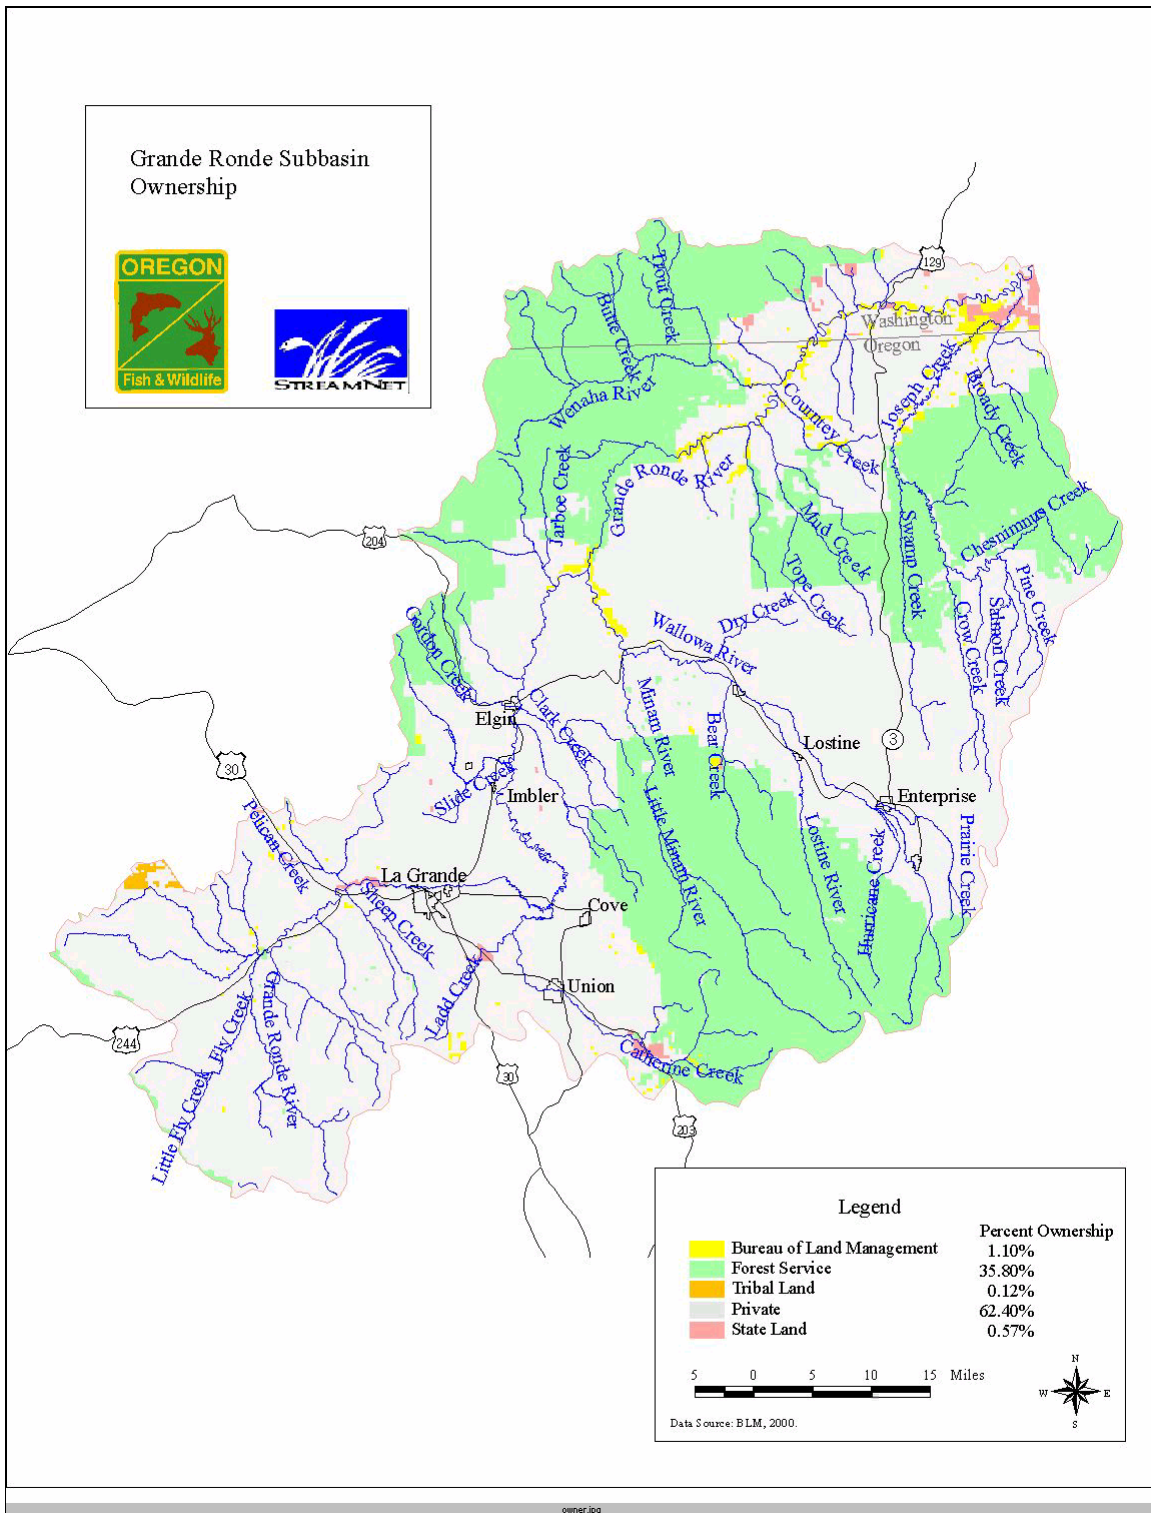 Grande Ronde Subbasin
Ownership
OREGON
Fish & Wildlife
STREAMNET
129
Trout Creek
Butte Creek
Washington
Oregon
Wenaha River
Courntey Creek
Joseph Creek
Broady Creek
Jarboe Creek
Grande Ronde River
204
Mud Creek
Swamp Creek
Chesnimnus Creek
Tope Creek
Dry Creek
Pine Creek
Salmon Creek
Crow Creek
Gordon Creek
Wallowa River
Minam River
Elgin
Clark Creek
Bear Creek
Lostine
3
30
Slide Creek
Imbler
Enterprise
Pelican Creek
Little Minam River
Lostine River
Hurricane Creek
Prairie Creek
La Grande
Sheep Creek
Cove
Ladd Creek
Union
244
Fly Creek
Grande Ronde River
Little Fly Creek
30
Catherine Creek
203
Legend
Percent Ownership
Bureau of Land Management 1.10%
Forest Service 35.80%
Tribal Land 0.12%
Private 62.40%
State Land 0.57%
5 0 5 10 15 Miles
N
W E
S
Data Source: BLM, 2000.
owner.jpg